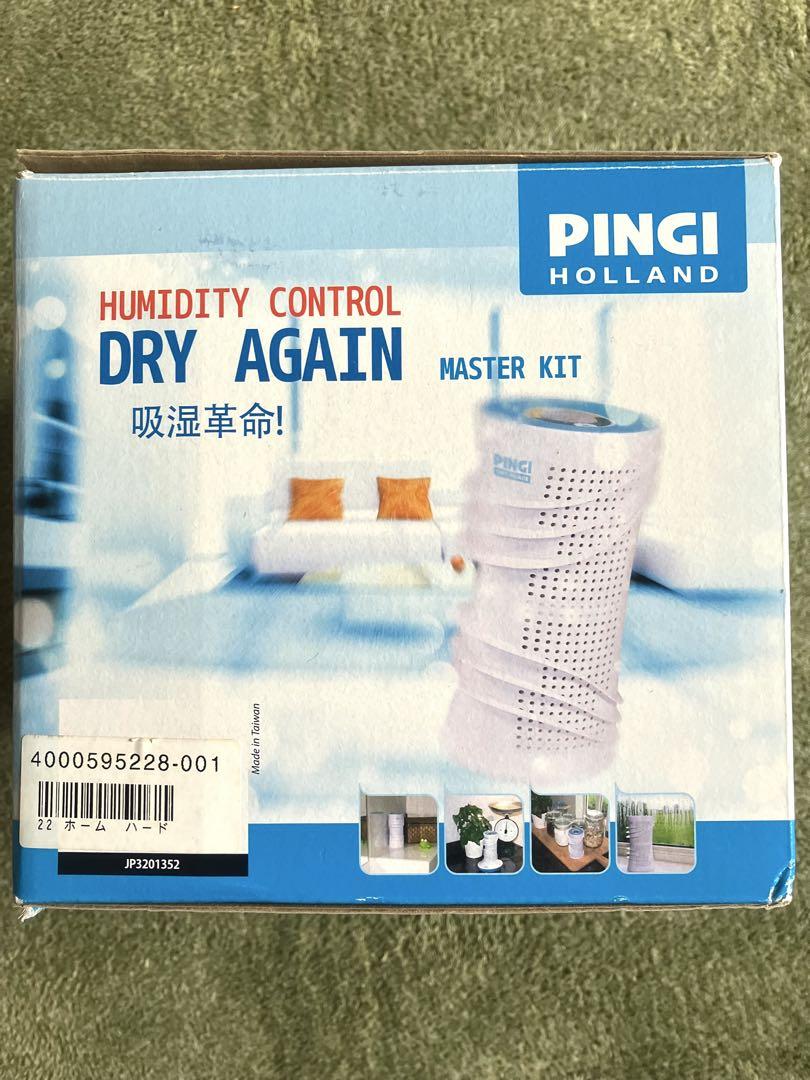 PINGI
HOLLAND
HUMIDITY CONTROL
DRY AGAIN MASTER KIT
吸湿革命!
PINGI
Made in Taiwan
4000595228-001
22 ホーム ハード
JP3201352